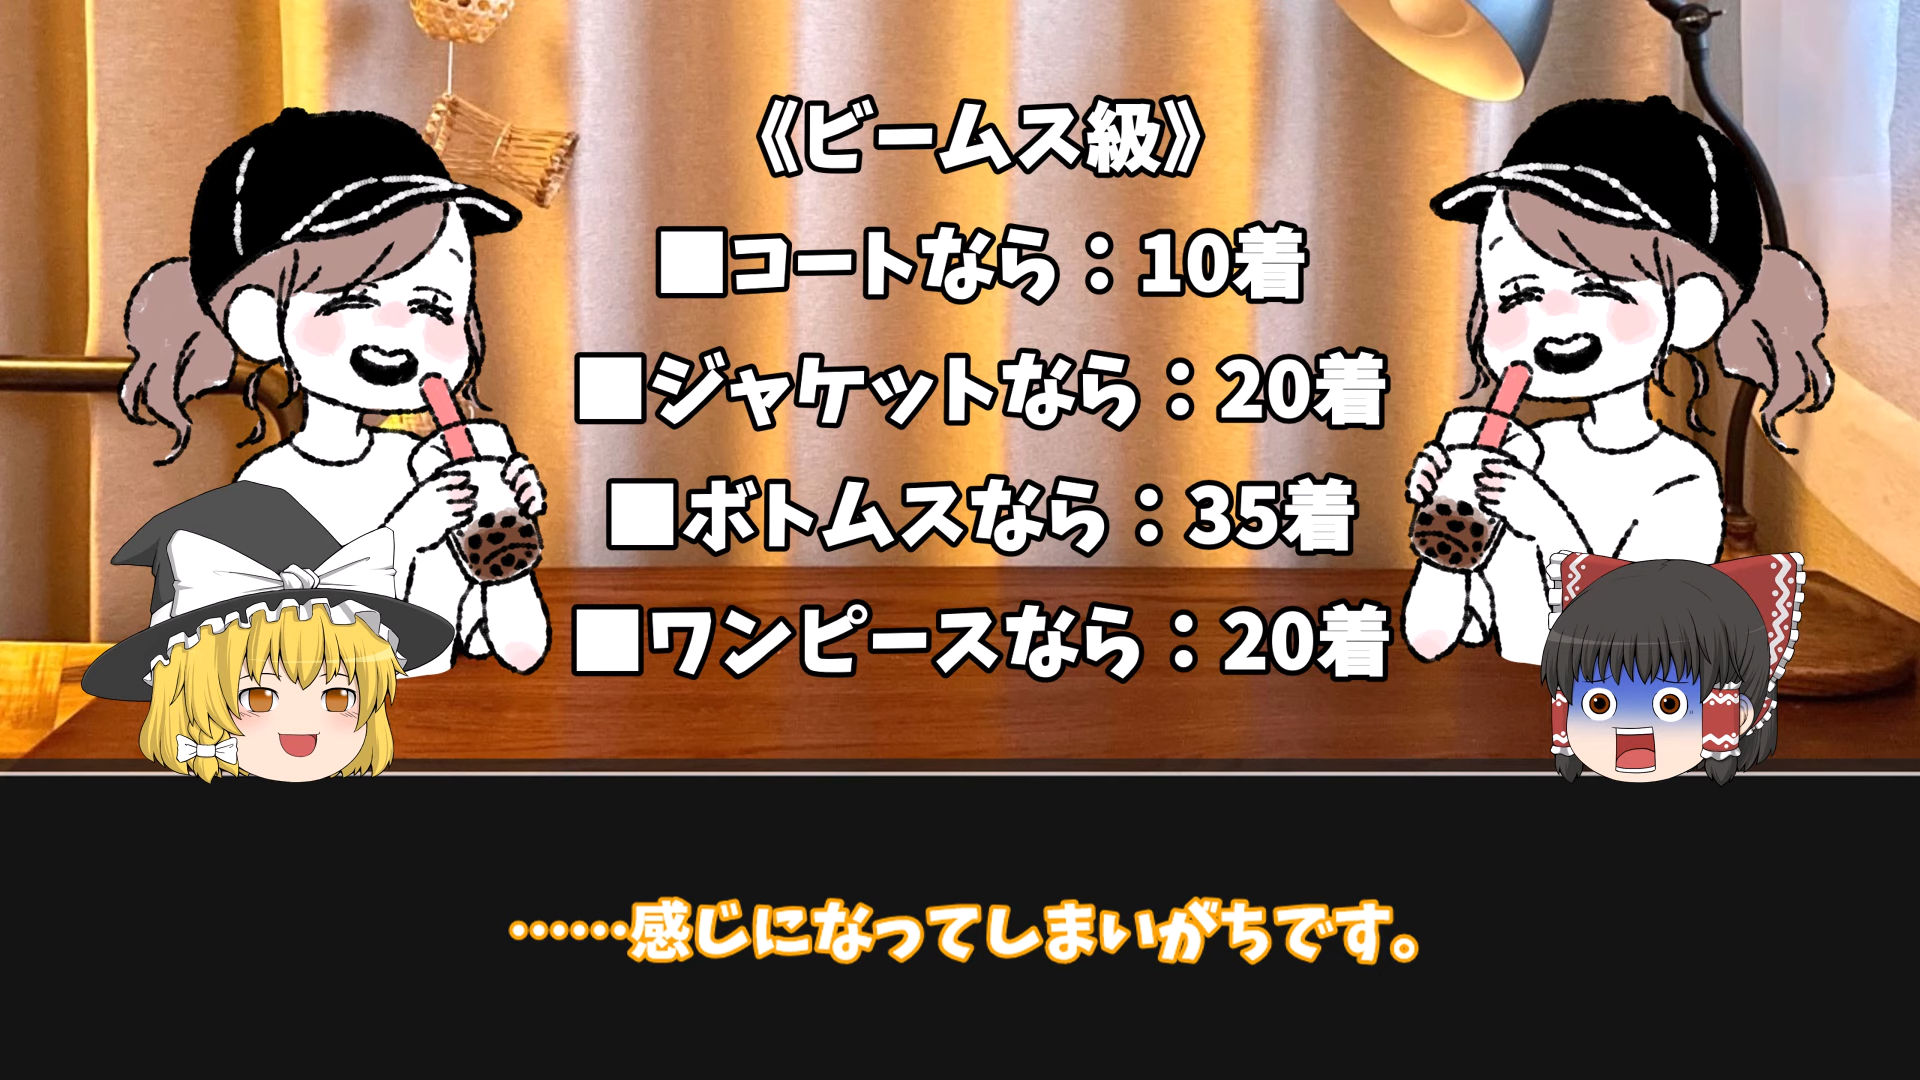 《ビームス級》
■コートなら：10着
■ジャケットなら：20着
■ボトムスなら：35着
■ワンピースなら：20着
……感じになってしまいがちです。